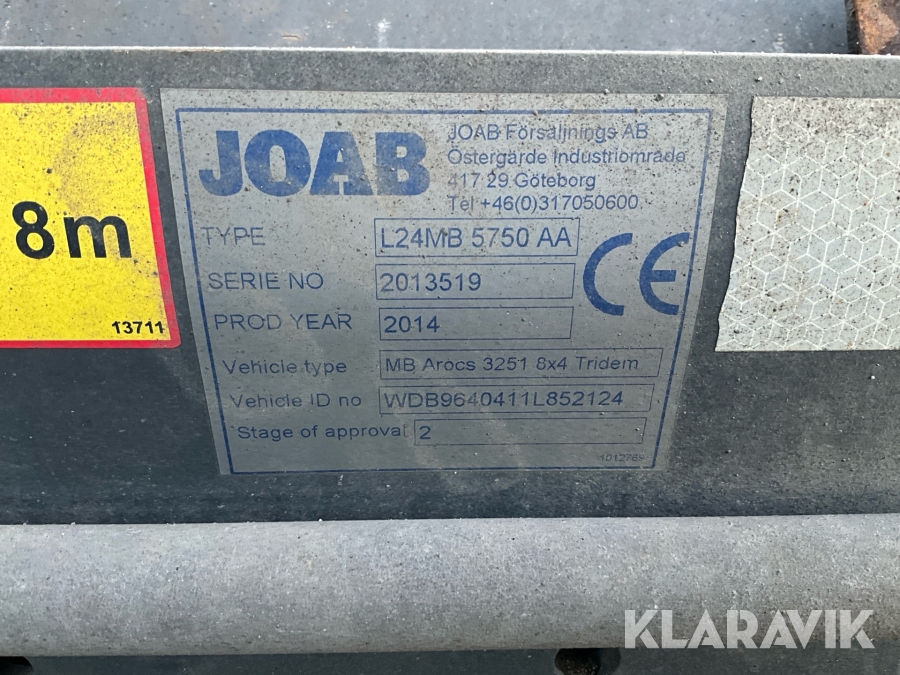 8m
13711
JOAB
JOAB Försäljnings AB
Östergärde Industriområde
417 29 Göteborg
Tel +46(0)317050600
TYPE L24MB 5750 AA
SERIE NO 2013519
PROD YEAR 2014
CE
Vehicle type MB Arocs 3251 8x4 Tridem
Vehicle ID no WDB9640411L852124
Stage of approval 2
KLARAVIK